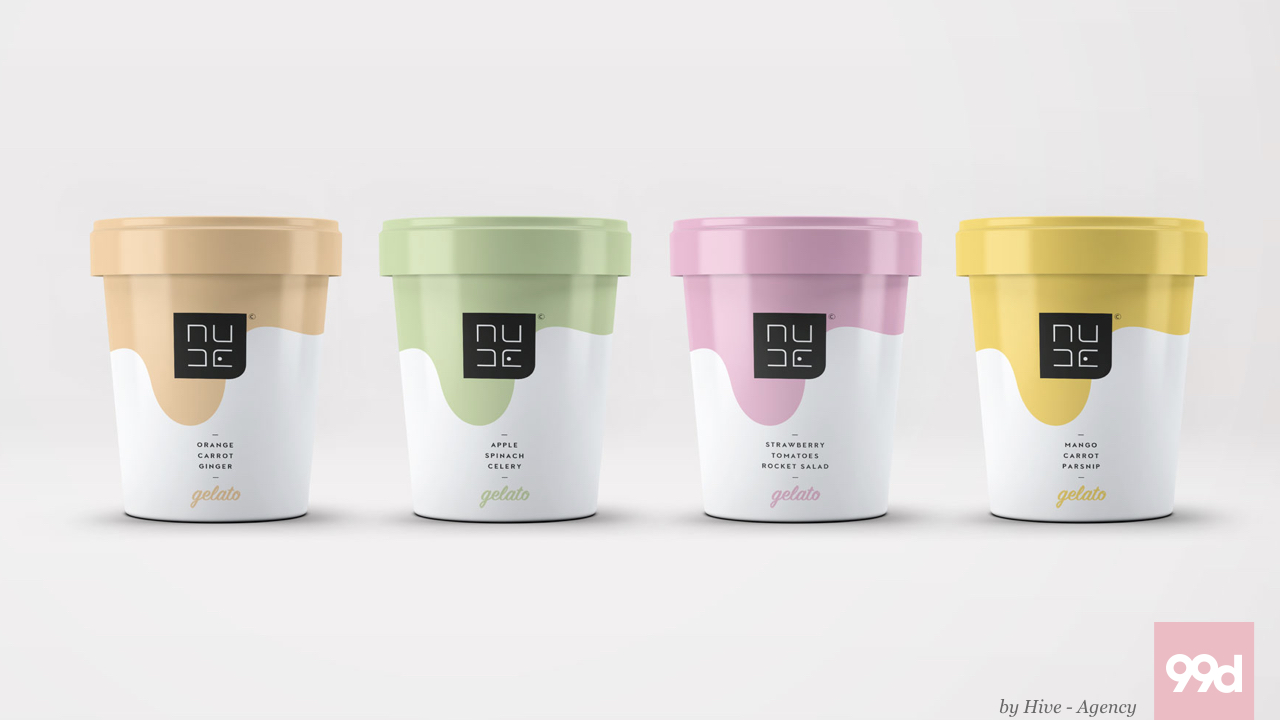 NU
DE
©
ORANGE
CARROT
GINGER
gelato
NU
DE
©
APPLE
SPINACH
CELERY
gelato
NU
DE
©
STRAWBERRY
TOMATOES
ROCKET SALAD
gelato
NU
DE
©
MANGO
CARROT
PARSNIP
gelato
by Hive - Agency
99d